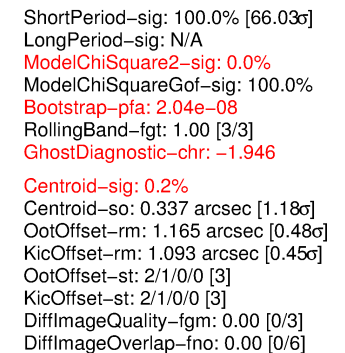 ShortPeriod−sig: 100.0% [66.03σ]
LongPeriod−sig: N/A
ModelChiSquare2−sig: 0.0%
ModelChiSquareGof−sig: 100.0%
Bootstrap−pfa: 2.04e−08
RollingBand−fgt: 1.00 [3/3]
GhostDiagnostic−chr: −1.946
Centroid−sig: 0.2%
Centroid−so: 0.337 arcsec [1.18σ]
OotOffset−rm: 1.165 arcsec [0.48σ]
KicOffset−rm: 1.093 arcsec [0.45σ]
OotOffset−st: 2/1/0/0 [3]
KicOffset−st: 2/1/0/0 [3]
DiffImageQuality−fgm: 0.00 [0/3]
DiffImageOverlap−fno: 0.00 [0/6]